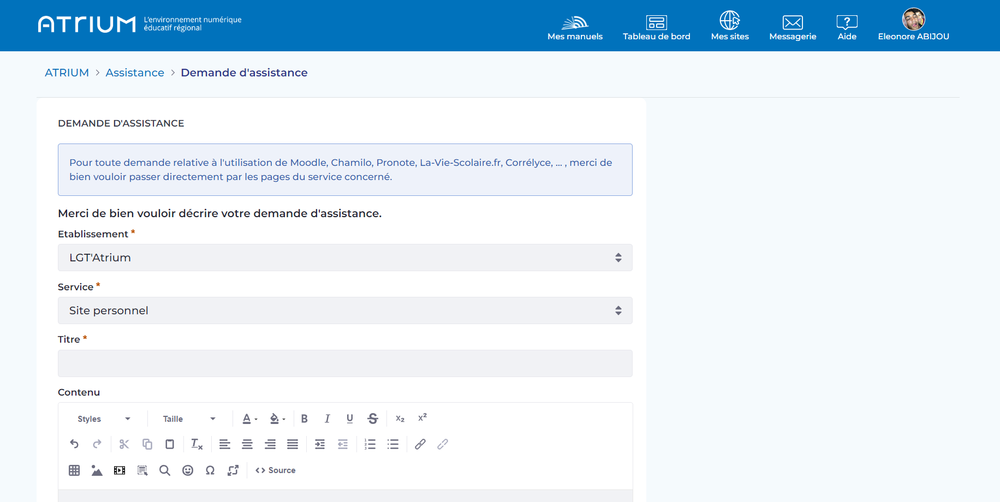 ATRIUM L'environnement numérique
éducatif régional
Mes manuels Tableau de bord Mes sites Messagerie Aide Eleonore ABIJOU
ATRIUM > Assistance > Demande d'assistance
DEMANDE D'ASSISTANCE
Pour toute demande relative à l'utilisation de Moodle, Chamilo, Pronote, La-Vie-Scolaire.fr, Corrélyce, ... , merci de
bien vouloir passer directement par les pages du service concerné.
Merci de bien vouloir décrire votre demande d'assistance.
Etablissement *
LGT'Atrium
Service *
Site personnel
Titre *
Contenu
Styles Taille A B I U S x₂ x²
Tx
Ω <> Source